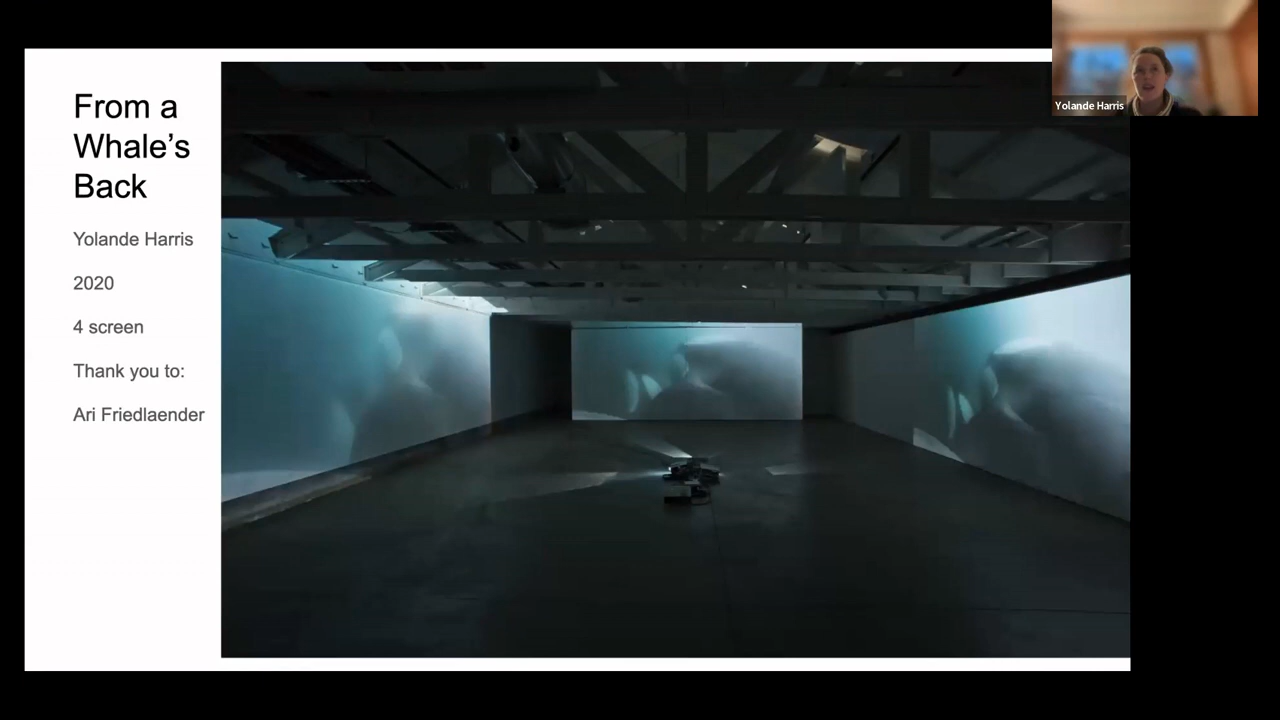 From a
Whale’s
Back
Yolande Harris
2020
4 screen
Thank you to:
Ari Friedlaender
Yolande Harris